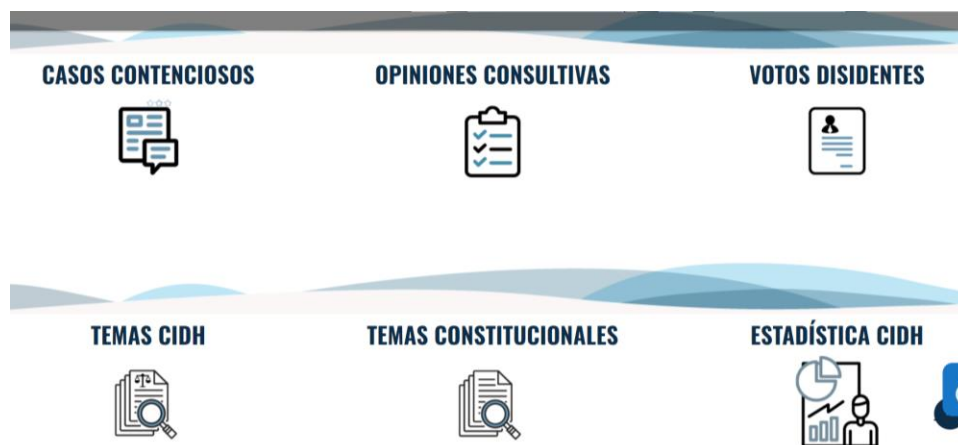 CASOS CONTENCIOSOS
OPINIONES CONSULTIVAS
VOTOS DISIDENTES
TEMAS CIDH
TEMAS CONSTITUCIONALES
ESTADÍSTICA CIDH